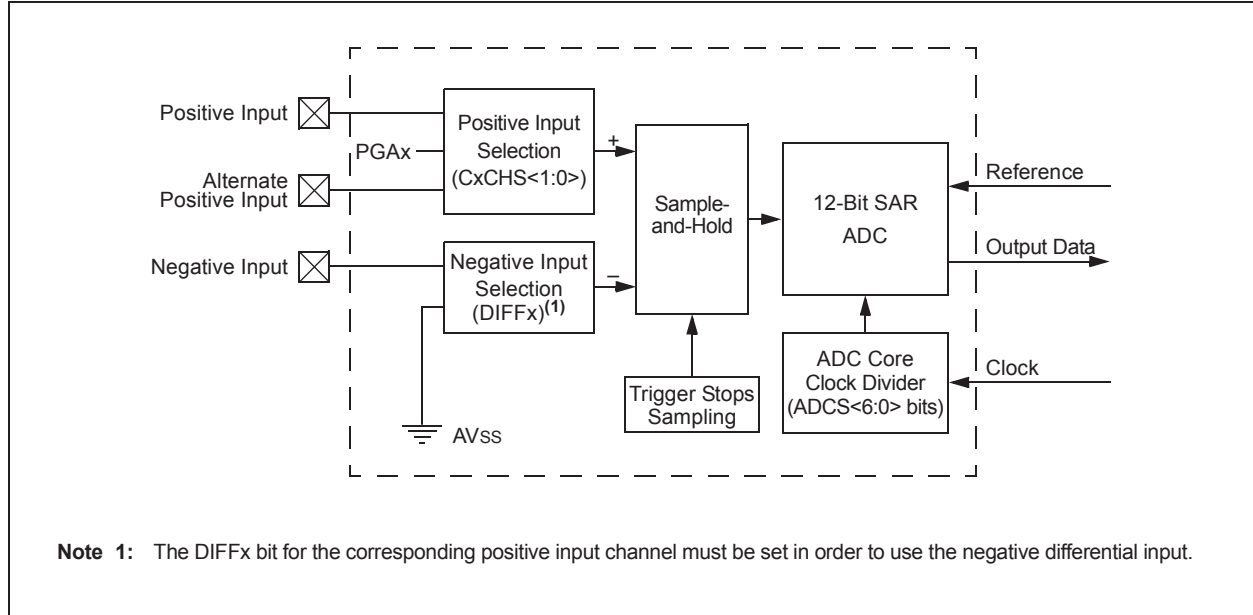 Positive Input
PGAx
Alternate
Positive Input
Negative Input
Positive Input
Selection
(CxCHS<1:0>)
Negative Input
Selection
(DIFFx)(1)
AVSS
+
–
Sample-
and-Hold
Trigger Stops
Sampling
12-Bit SAR
ADC
ADC Core
Clock Divider
(ADCS<6:0> bits)
Reference
Output Data
Clock
Note 1: The DIFFx bit for the corresponding positive input channel must be set in order to use the negative differential input.